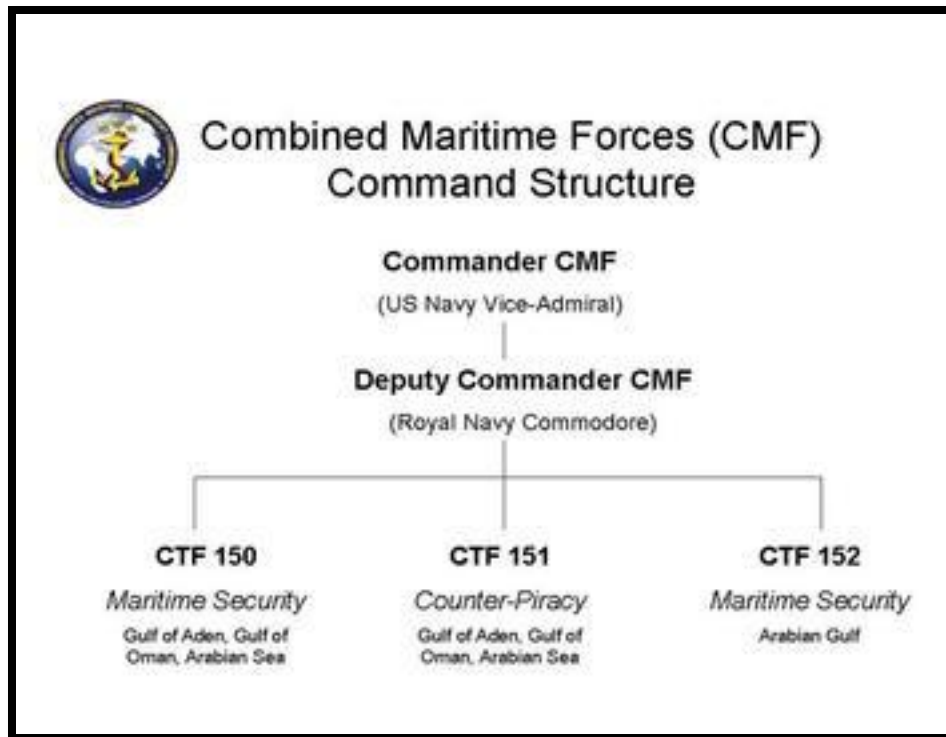 Combined Maritime Forces (CMF)
Command Structure
Commander CMF
(US Navy Vice-Admiral)
Deputy Commander CMF
(Royal Navy Commodore)
CTF 150
CTF 151
CTF 152
Maritime Security
Counter-Piracy
Maritime Security
Gulf of Aden, Gulf of
Oman, Arabian Sea
Gulf of Aden, Gulf of
Oman, Arabian Sea
Arabian Gulf